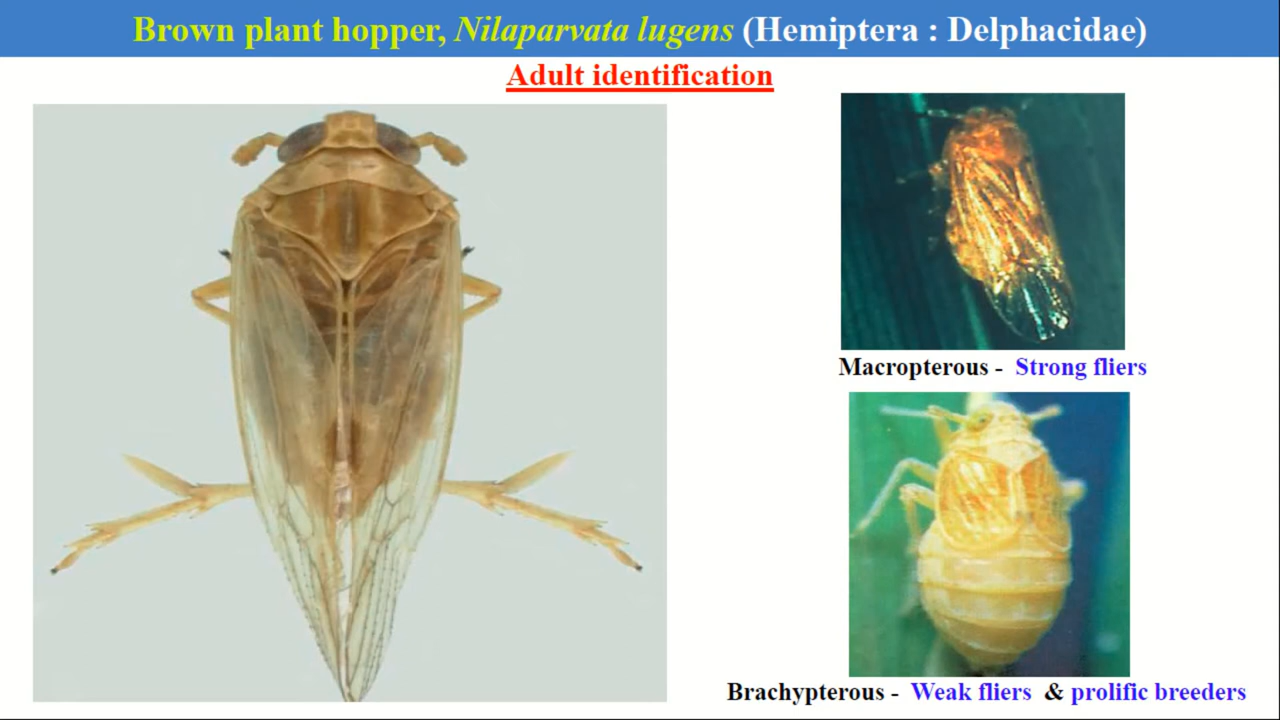 Brown plant hopper, Nilaparvata lugens (Hemiptera : Delphacidae)
Adult identification
Macropterous - Strong fliers
Brachypterous - Weak fliers & prolific breeders